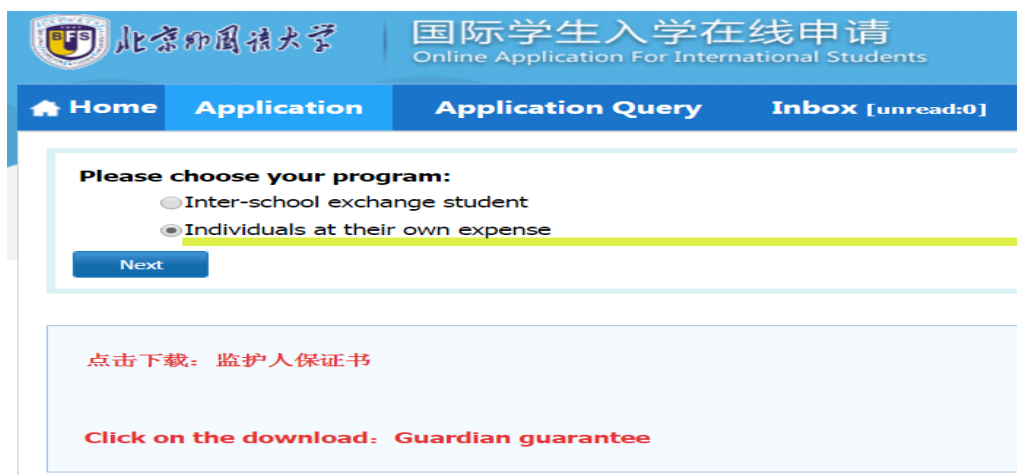 BFS
北京外国语大学
国际学生入学在线申请
Online Application For International Students
Home Application Application Query Inbox [unread:0]
Please choose your program:
Inter-school exchange student
Individuals at their own expense
Next
点击下载：监护人保证书
Click on the download：Guardian guarantee